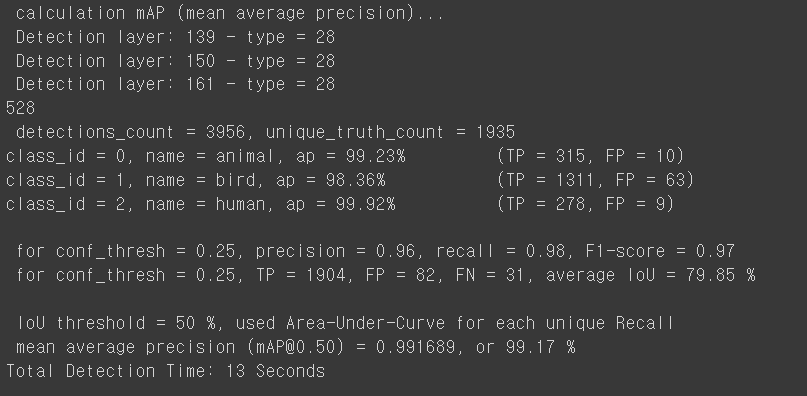 calculation mAP (mean average precision)...
Detection layer: 139 - type = 28
Detection layer: 150 - type = 28
Detection layer: 161 - type = 28
528
detections_count = 3956, unique_truth_count = 1935
class_id = 0, name = animal, ap = 99.23% (TP = 315, FP = 10)
class_id = 1, name = bird, ap = 98.36% (TP = 1311, FP = 63)
class_id = 2, name = human, ap = 99.92% (TP = 278, FP = 9)
for conf_thresh = 0.25, precision = 0.96, recall = 0.98, F1-score = 0.97
for conf_thresh = 0.25, TP = 1904, FP = 82, FN = 31, average IoU = 79.85 %
IoU threshold = 50 %, used Area-Under-Curve for each unique Recall
mean average precision (mAP@0.50) = 0.991689, or 99.17 %
Total Detection Time: 13 Seconds